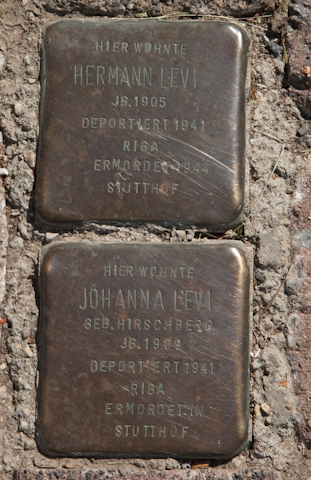 HIER WOHNTE
HERMANN LEVI
JG.1905
DEPORTIERT 1941
RIGA
ERMORDET 1944
STUTTHOF
HIER WOHNTE
JOHANNA LEVI
GEB.HIRSCHBERG
JG.1909
DEPORTIERT 1941
RIGA
ERMORDET IN
STUTTHOF